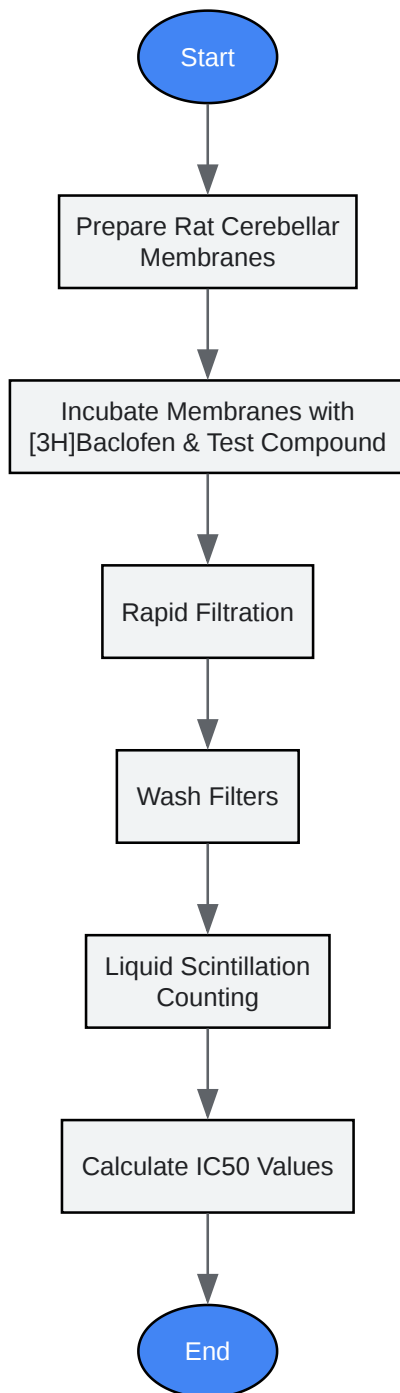 Start
Prepare Rat Cerebellar
Membranes
Incubate Membranes with
[3H]Baclofen & Test Compound
Rapid Filtration
Wash Filters
Liquid Scintillation
Counting
Calculate IC50 Values
End